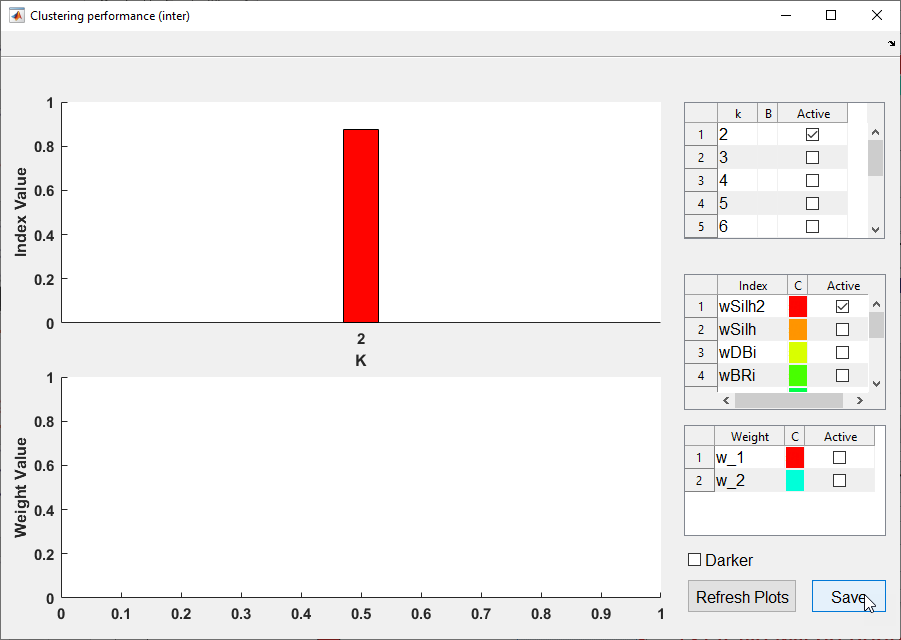 Clustering performance (inter)
1
0.8
0.6
0.4
0.2
0
Index Value
2
K
1
0.8
0.6
0.4
0.2
0
Weight Value
0 0.1 0.2 0.3 0.4 0.5 0.6 0.7 0.8 0.9 1
k B Active
1 2
2 3
3 4
4 5
5 6
Index C Active
1 wSilh2
2 wSilh
3 wDBi
4 wBRi
Weight C Active
1 w_1
2 w_2
Darker
Refresh Plots Save